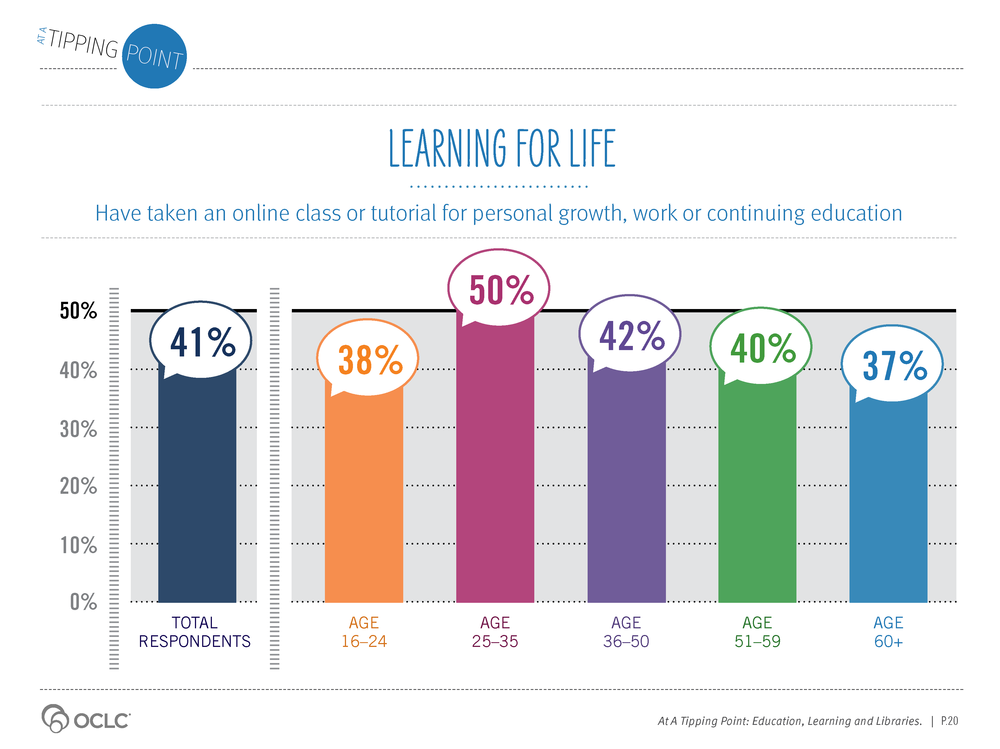 AT A TIPPING POINT
LEARNING FOR LIFE
Have taken an online class or tutorial for personal growth, work or continuing education
50%
40%
30%
20%
10%
0%
41%
38%
50%
42%
40%
37%
TOTAL
RESPONDENTS
AGE
16–24
AGE
25–35
AGE
36–50
AGE
51–59
AGE
60+
OCLC
At A Tipping Point: Education, Learning and Libraries. | P.20